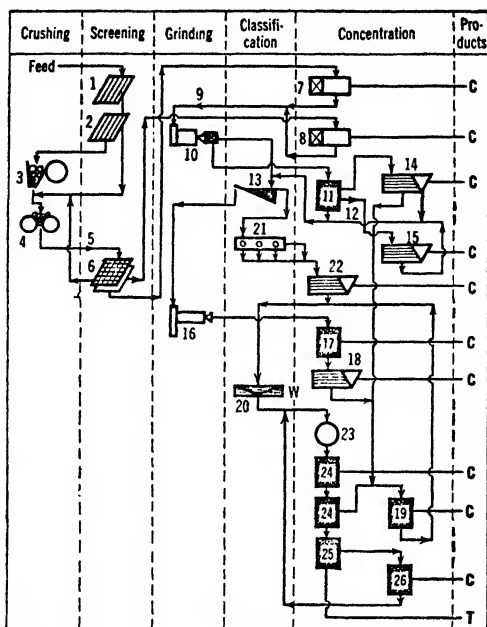 Crushing Screening Grinding Classifi- cation Concentration Pro- ducts
Feed
1
7 C
9
2
8 C
10
3
14
13 11 C
12
4
5
21 15 C
6
22 C
16
17 C
18
C
20 W
23
24 C
24 19 C
25
26 C
T